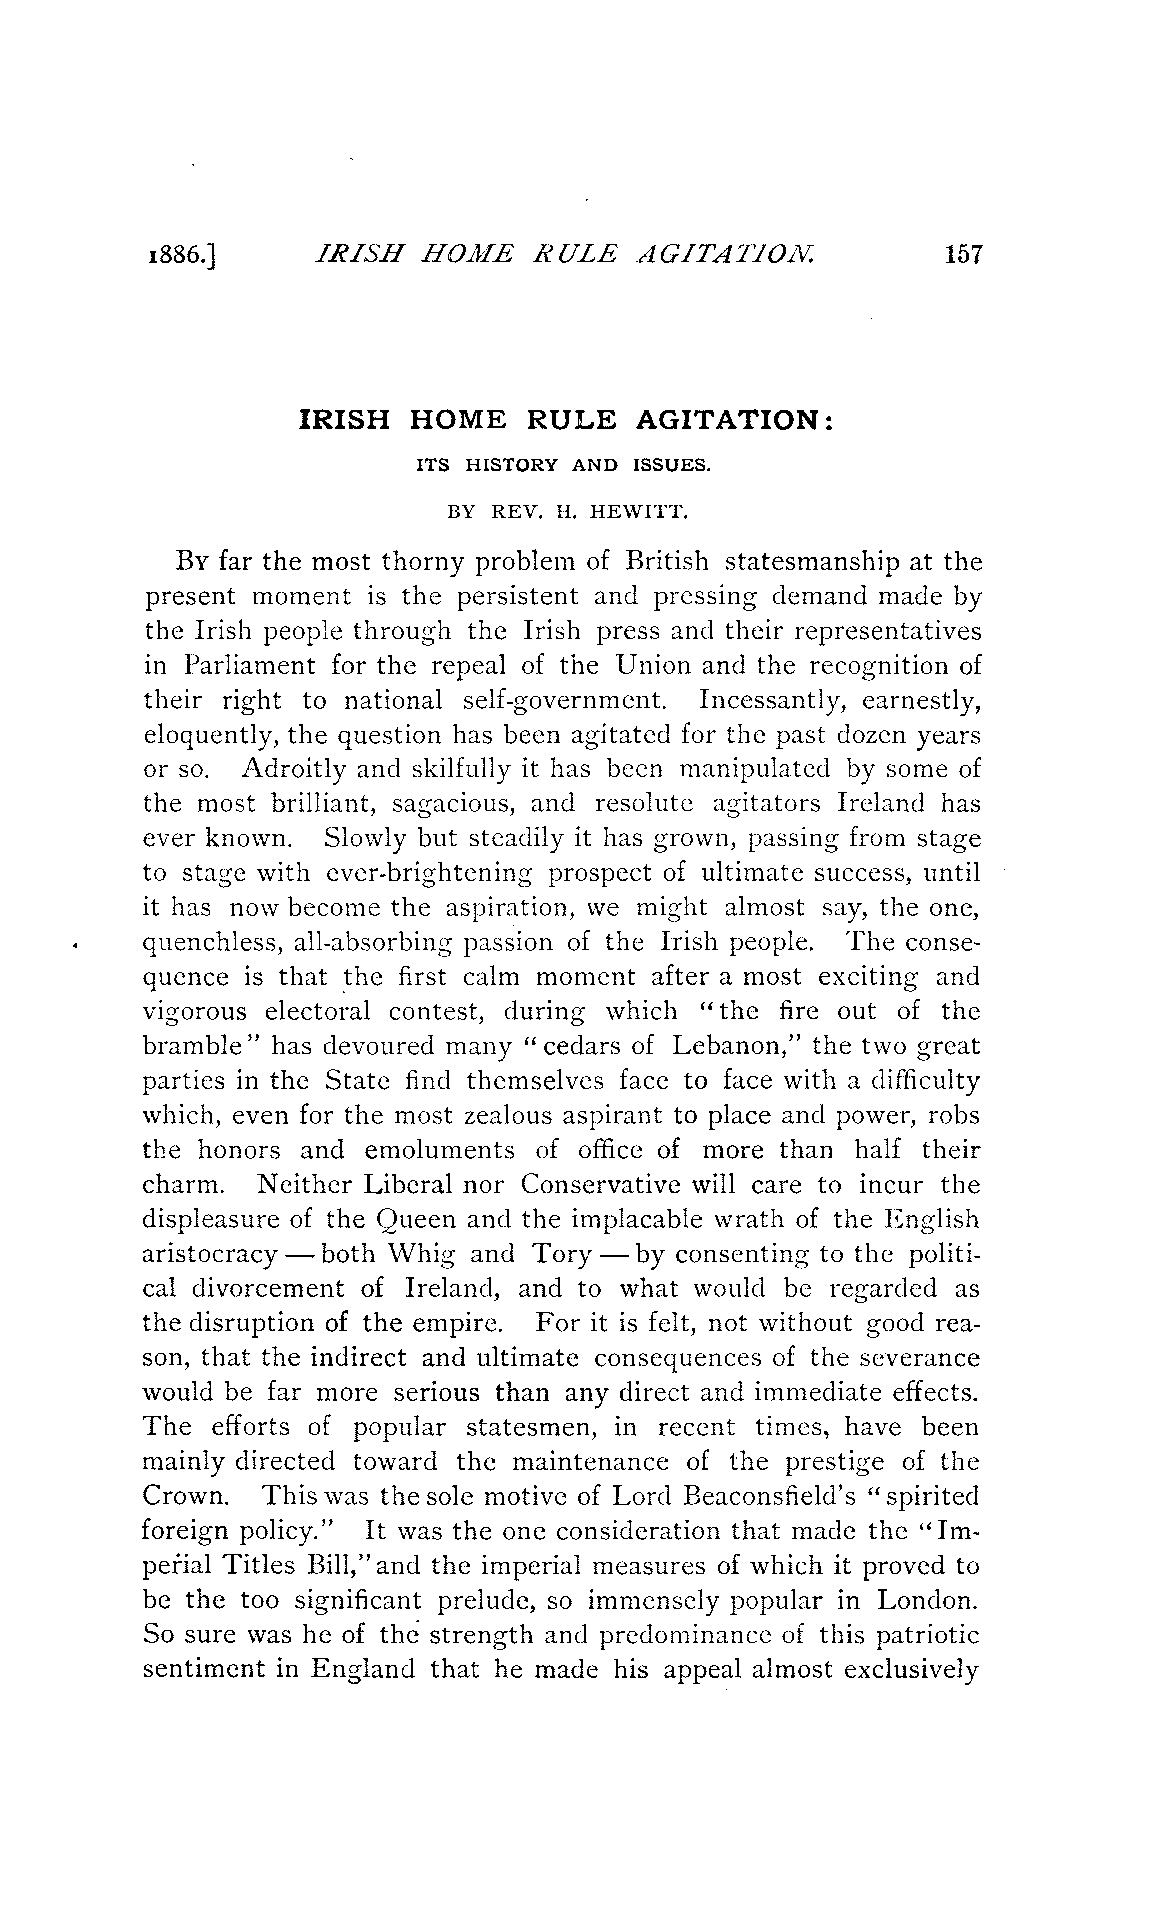 1886.] IRISH HOME RULE AGITATION. 157
IRISH HOME RULE AGITATION:
ITS HISTORY AND ISSUES.
BY REV. H. HEWITT.
BY far the most thorny problem of British statesmanship at the
present moment is the persistent and pressing demand made by
the Irish people through the Irish press and their representatives
in Parliament for the repeal of the Union and the recognition of
their right to national self-government. Incessantly, earnestly,
eloquently, the question has been agitated for the past dozen years
or so. Adroitly and skilfully it has been manipulated by some of
the most brilliant, sagacious, and resolute agitators Ireland has
ever known. Slowly but steadily it has grown, passing from stage
to stage with ever-brightening prospect of ultimate success, until
it has now become the aspiration, we might almost say, the one,
quenchless, all-absorbing passion of the Irish people. The conse-
quence is that the first calm moment after a most exciting and
vigorous electoral contest, during which "the fire out of the
bramble" has devoured many "cedars of Lebanon," the two great
parties in the State find themselves face to face with a difficulty
which, even for the most zealous aspirant to place and power, robs
the honors and emoluments of office of more than half their
charm. Neither Liberal nor Conservative will care to incur the
displeasure of the Queen and the implacable wrath of the English
aristocracy — both Whig and Tory — by consenting to the politi-
cal divorcement of Ireland, and to what would be regarded as
the disruption of the empire. For it is felt, not without good rea-
son, that the indirect and ultimate consequences of the severance
would be far more serious than any direct and immediate effects.
The efforts of popular statesmen, in recent times, have been
mainly directed toward the maintenance of the prestige of the
Crown. This was the sole motive of Lord Beaconsfield's "spirited
foreign policy." It was the one consideration that made the "Im-
perial Titles Bill," and the imperial measures of which it proved to
be the too significant prelude, so immensely popular in London.
So sure was he of the strength and predominance of this patriotic
sentiment in England that he made his appeal almost exclusively